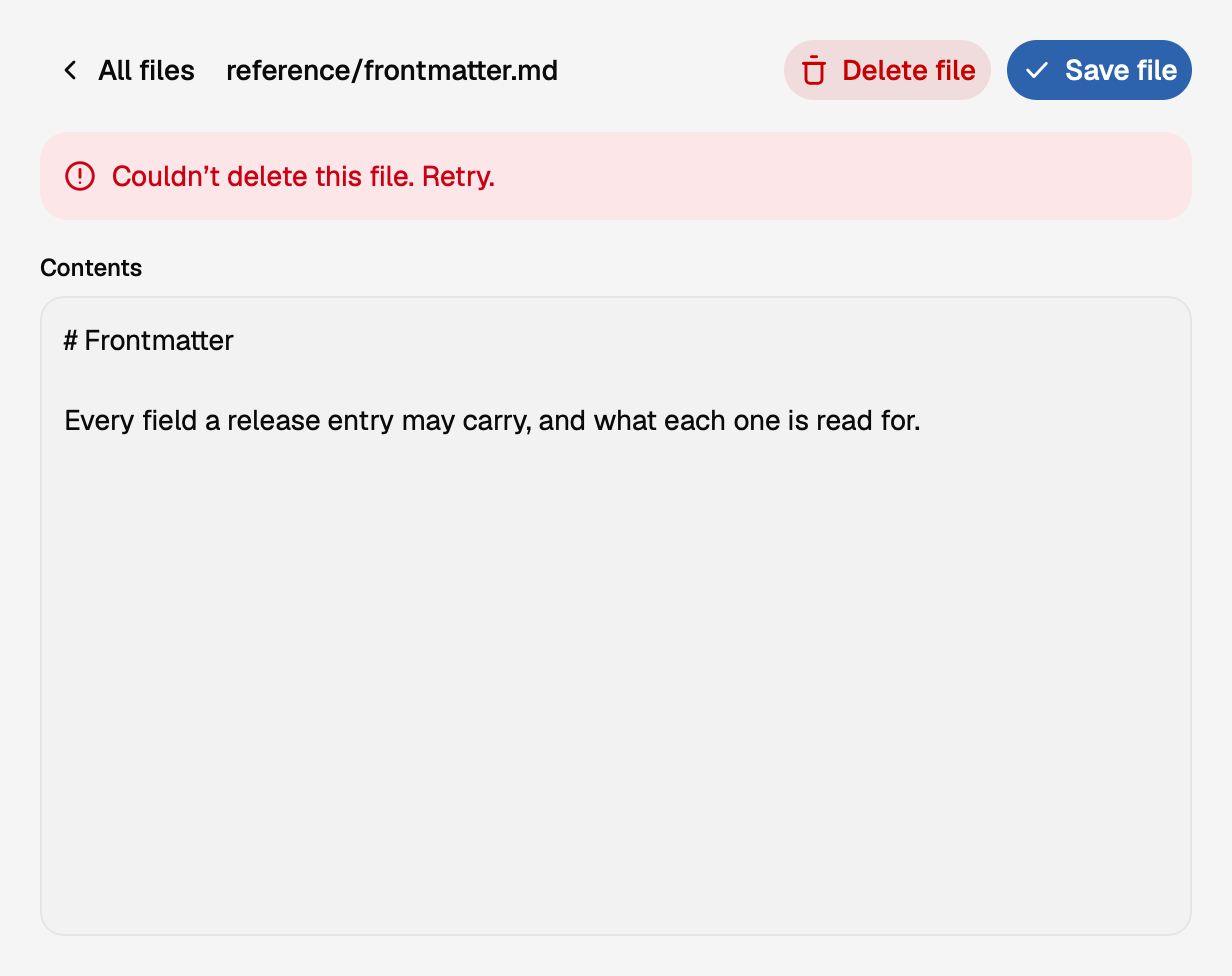 All files reference/frontmatter.md Delete file Save file
Couldn’t delete this file. Retry.
Contents
# Frontmatter
Every field a release entry may carry, and what each one is read for.